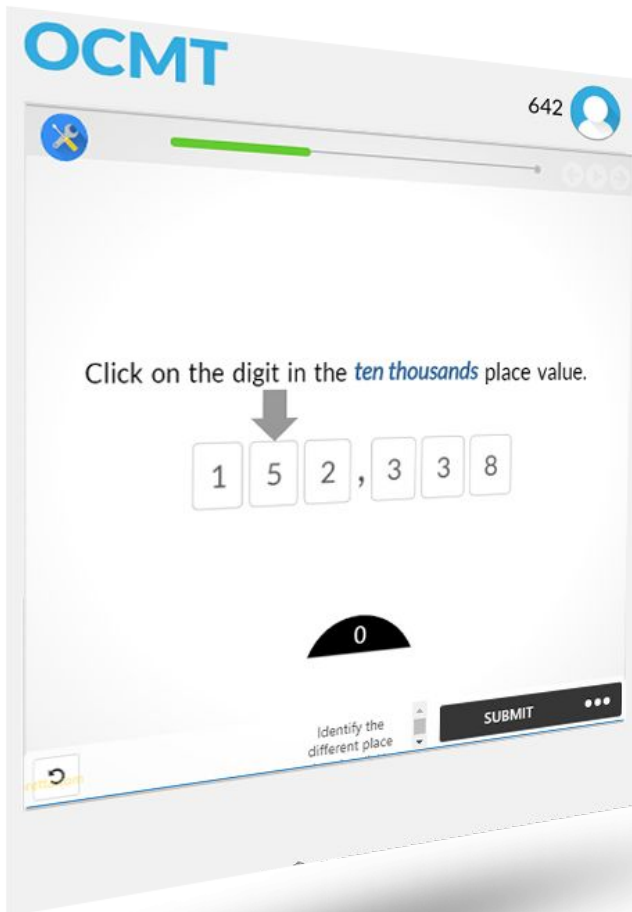 OCMT
642
Click on the digit in the ten thousands place value.
1 5 2 , 3 3 8
0
Identify the
different place
SUBMIT